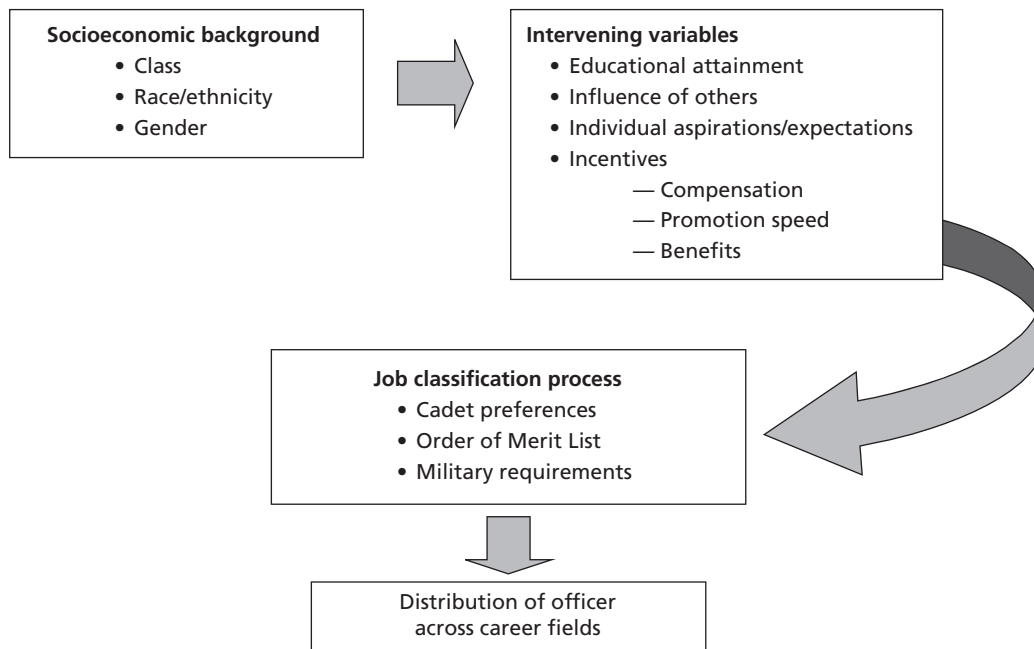 Socioeconomic background
• Class
• Race/ethnicity
• Gender
Intervening variables
• Educational attainment
• Influence of others
• Individual aspirations/expectations
• Incentives
— Compensation
— Promotion speed
— Benefits
Job classification process
• Cadet preferences
• Order of Merit List
• Military requirements
Distribution of officer
across career fields